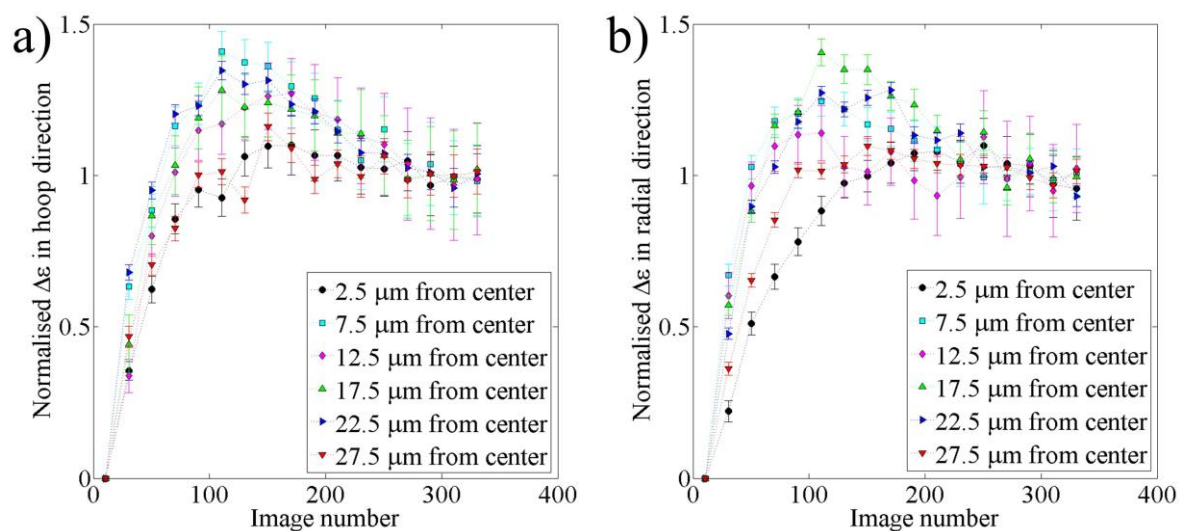 a)
Normalised Δε in hoop direction
1.5
1
0.5
0
0
100
200
300
400
Image number
2.5 μm from center
7.5 μm from center
12.5 μm from center
17.5 μm from center
22.5 μm from center
27.5 μm from center
b)
Normalised Δε in radial direction
1.5
1
0.5
0
0
100
200
300
400
Image number
2.5 μm from center
7.5 μm from center
12.5 μm from center
17.5 μm from center
22.5 μm from center
27.5 μm from center